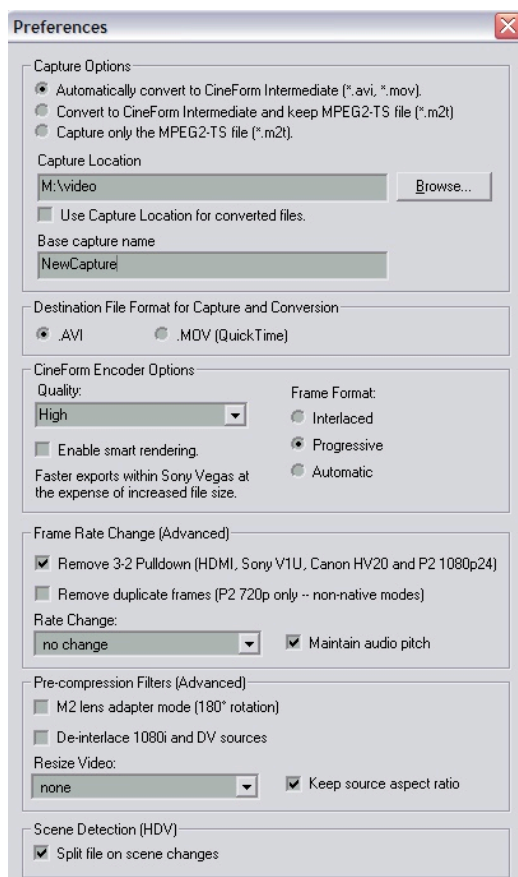 Preferences
Capture Options
Automatically convert to CineForm Intermediate (*.avi, *.mov).
Convert to CineForm Intermediate and keep MPEG2-TS file (*.m2t)
Capture only the MPEG2-TS file (*.m2t).
Capture Location
M:\video
Browse...
Use Capture Location for converted files.
Base capture name
NewCapture
Destination File Format for Capture and Conversion
.AVI
.MOV (QuickTime)
CineForm Encoder Options
Quality:
High
Enable smart rendering.
Faster exports within Sony Vegas at
the expense of increased file size.
Frame Format:
Interlaced
Progressive
Automatic
Frame Rate Change (Advanced)
Remove 3-2 Pulldown (HDMI, Sony V1U, Canon HV20 and P2 1080p24)
Remove duplicate frames (P2 720p only -- non-native modes)
Rate Change:
no change
Maintain audio pitch
Pre-compression Filters (Advanced)
M2 lens adapter mode (180° rotation)
De-interlace 1080i and DV sources
Resize Video:
none
Keep source aspect ratio
Scene Detection (HDV)
Split file on scene changes